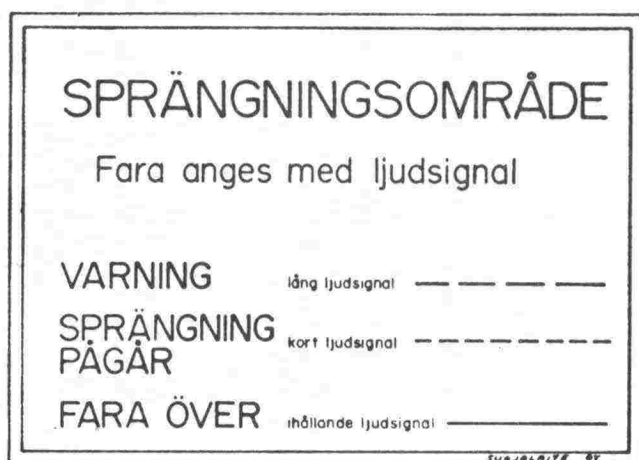 SPRÄNGNINGSOMRÅDE
Fara anges med ljudsignal
VARNING lång ljudsignal
SPRÄNGNING kort ljudsignal
PÅGÅR
FARA ÖVER ihållande ljudsignal